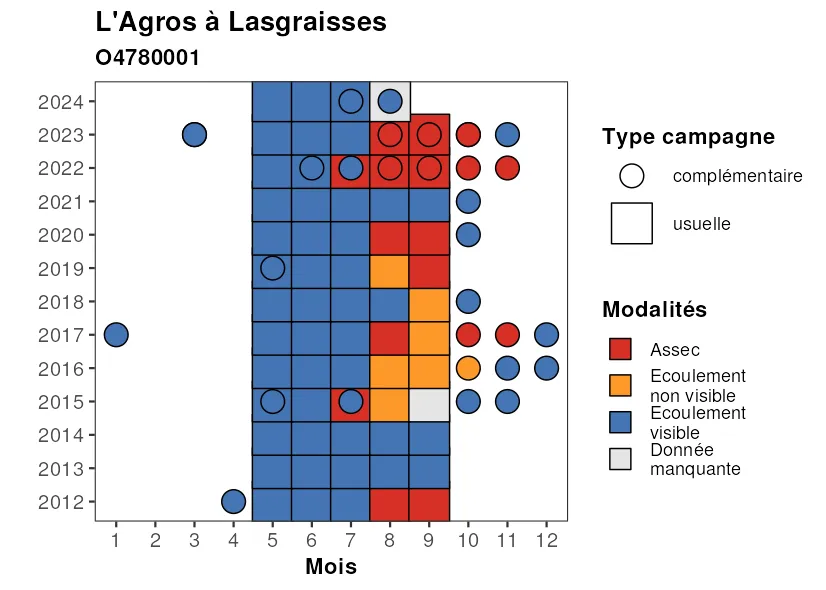 L'Agros à Lasgraisses
O4780001
2024
2023
2022
2021
2020
2019
2018
2017
2016
2015
2014
2013
2012
1 2 3 4 5 6 7 8 9 10 11 12
Mois
Type campagne
complémentaire
usuelle
Modalités
Assec
Ecoulement
non visible
Ecoulement
visible
Donnée
manquante